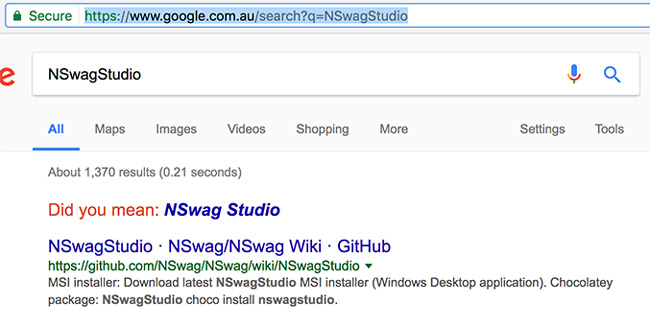 Secure https://www.google.com.au/search?q=NSwagStudio
e NSwagStudio
All Maps Images Videos Shopping More Settings Tools
About 1,370 results (0.21 seconds)
Did you mean: NSwag Studio
NSwagStudio · NSwag/NSwag Wiki · GitHub
https://github.com/NSwag/NSwag/wiki/NSwagStudio
MSI installer: Download latest NSwagStudio MSI installer (Windows Desktop application). Chocolatey
package: NSwagStudio choco install nswagstudio.